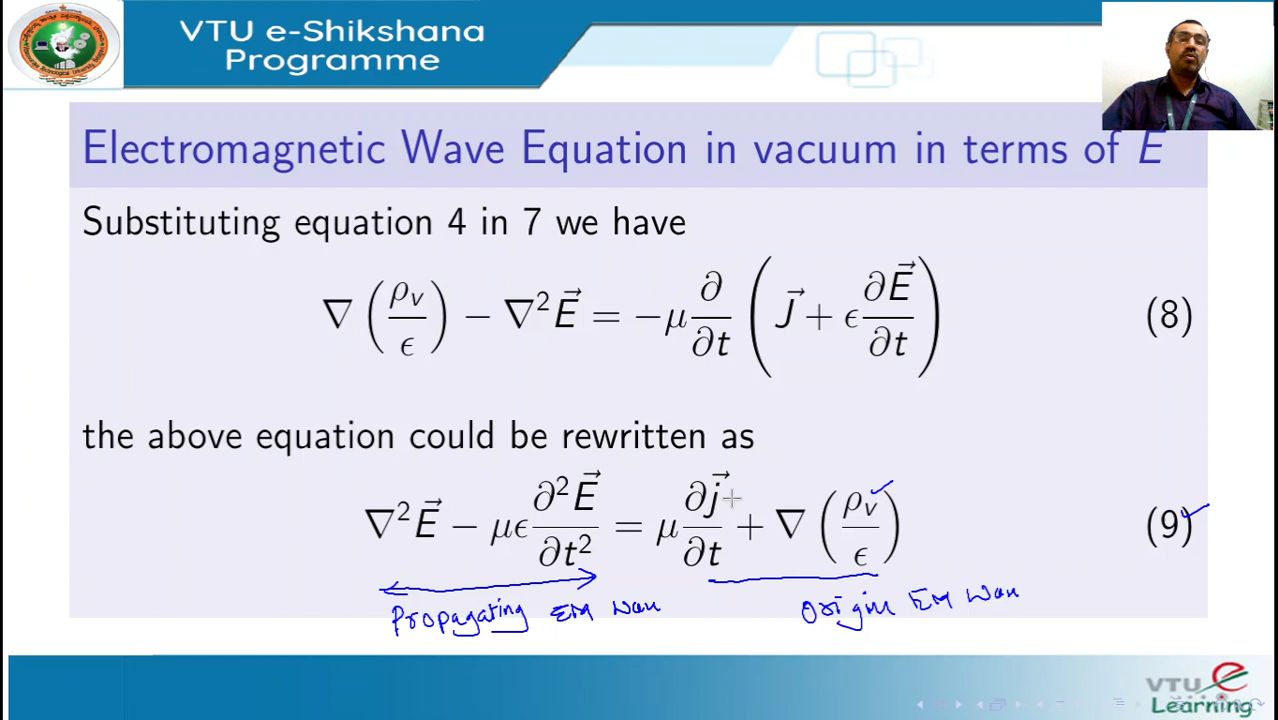 VTU e-Shikshana
Programme
Electromagnetic Wave Equation in vacuum in terms of E
Substituting equation 4 in 7 we have
∇(ρᵥ/ϵ) − ∇²E⃗ = −μ ∂/∂t (J⃗ + ϵ ∂E⃗/∂t) (8)
the above equation could be rewritten as
∇²E⃗ − μϵ ∂²E⃗/∂t² = μ ∂j⃗/∂t + ∇(ρᵥ/ϵ) (9)
Propagating EM Wave
Origin EM Wave
VTU
Learning